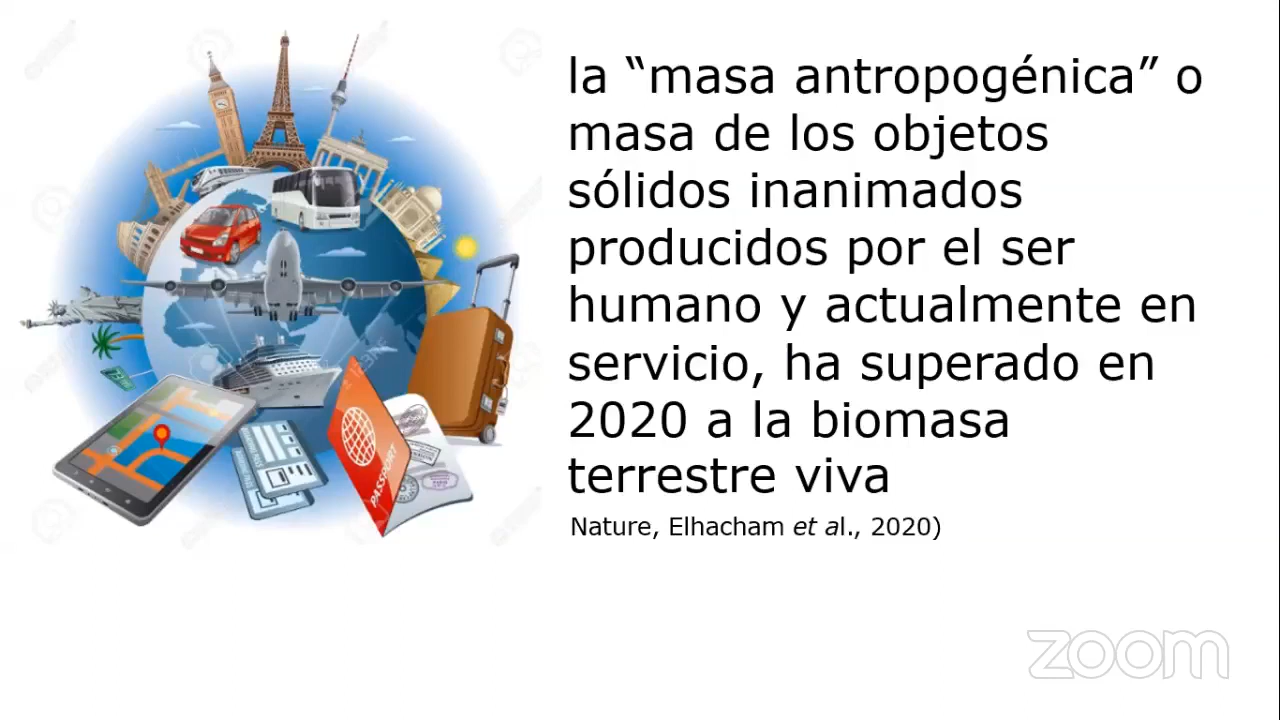 la “masa antropogénica” o
masa de los objetos
sólidos inanimados
producidos por el ser
humano y actualmente en
servicio, ha superado en
2020 a la biomasa
terrestre viva
Nature, Elhacham et al., 2020)
PASSPORT
zoom